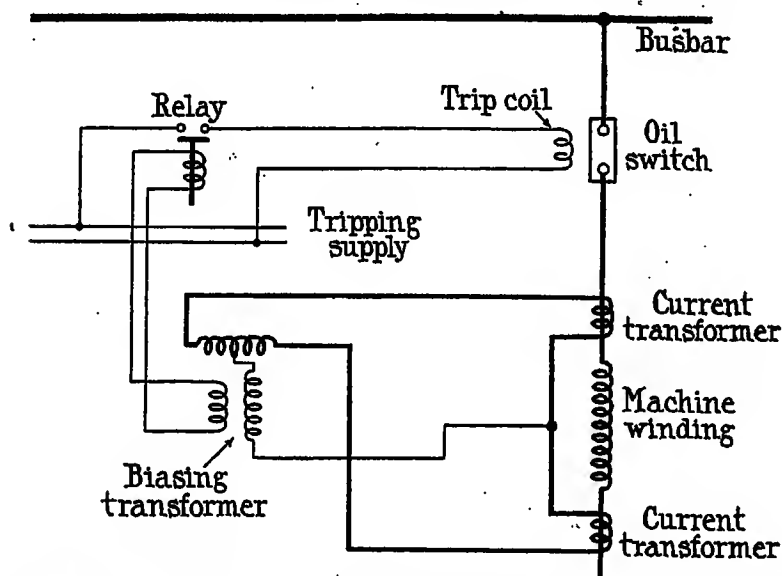 Busbar
Relay
Trip coil
Oil
switch
Tripping
supply
Current
transformer
Machine
winding
Biasing
transformer
Current
transformer